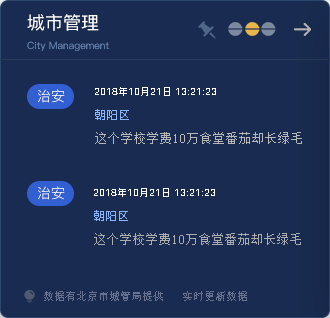 城市管理
City Management
治安
2018年10月21日 13:21:23
朝阳区
这个学校学费10万食堂番茄却长绿毛
治安
2018年10月21日 13:21:23
朝阳区
这个学校学费10万食堂番茄却长绿毛
数据有北京市城管局提供 实时更新数据